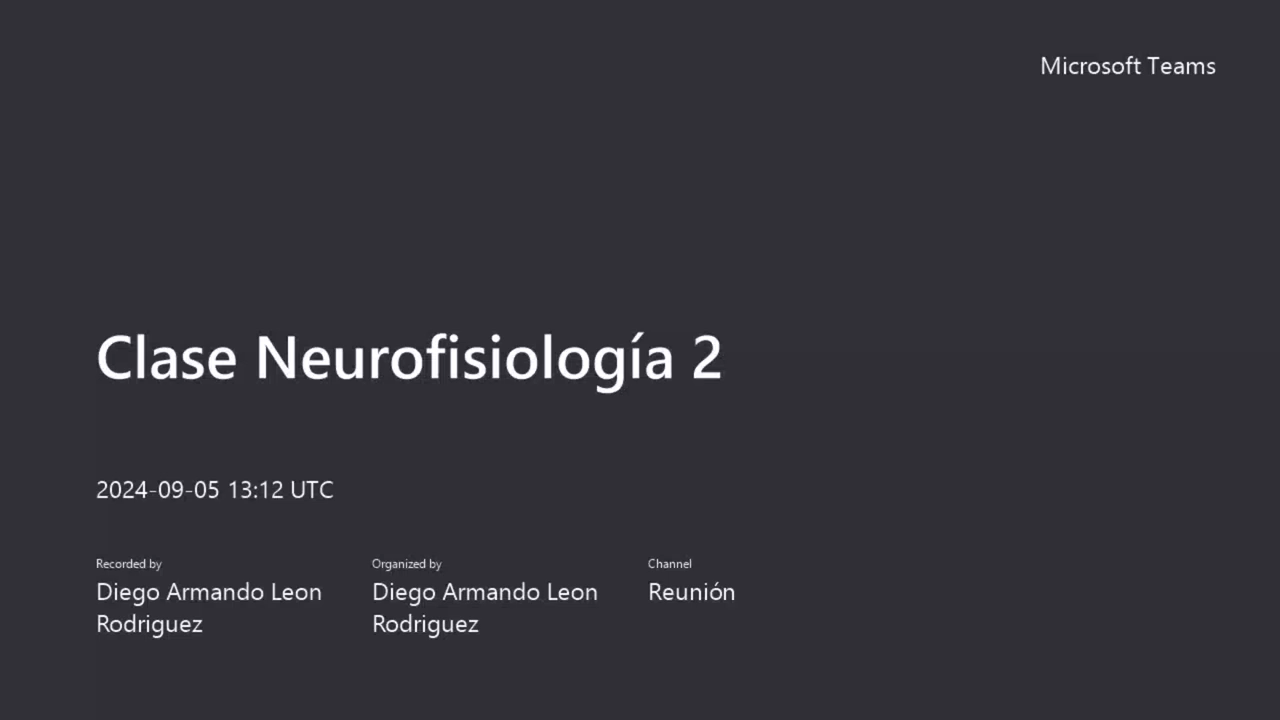 Microsoft Teams
Clase Neurofisiología 2
2024-09-05 13:12 UTC
Recorded by
Diego Armando Leon
Rodriguez
Organized by
Diego Armando Leon
Rodriguez
Channel
Reunión